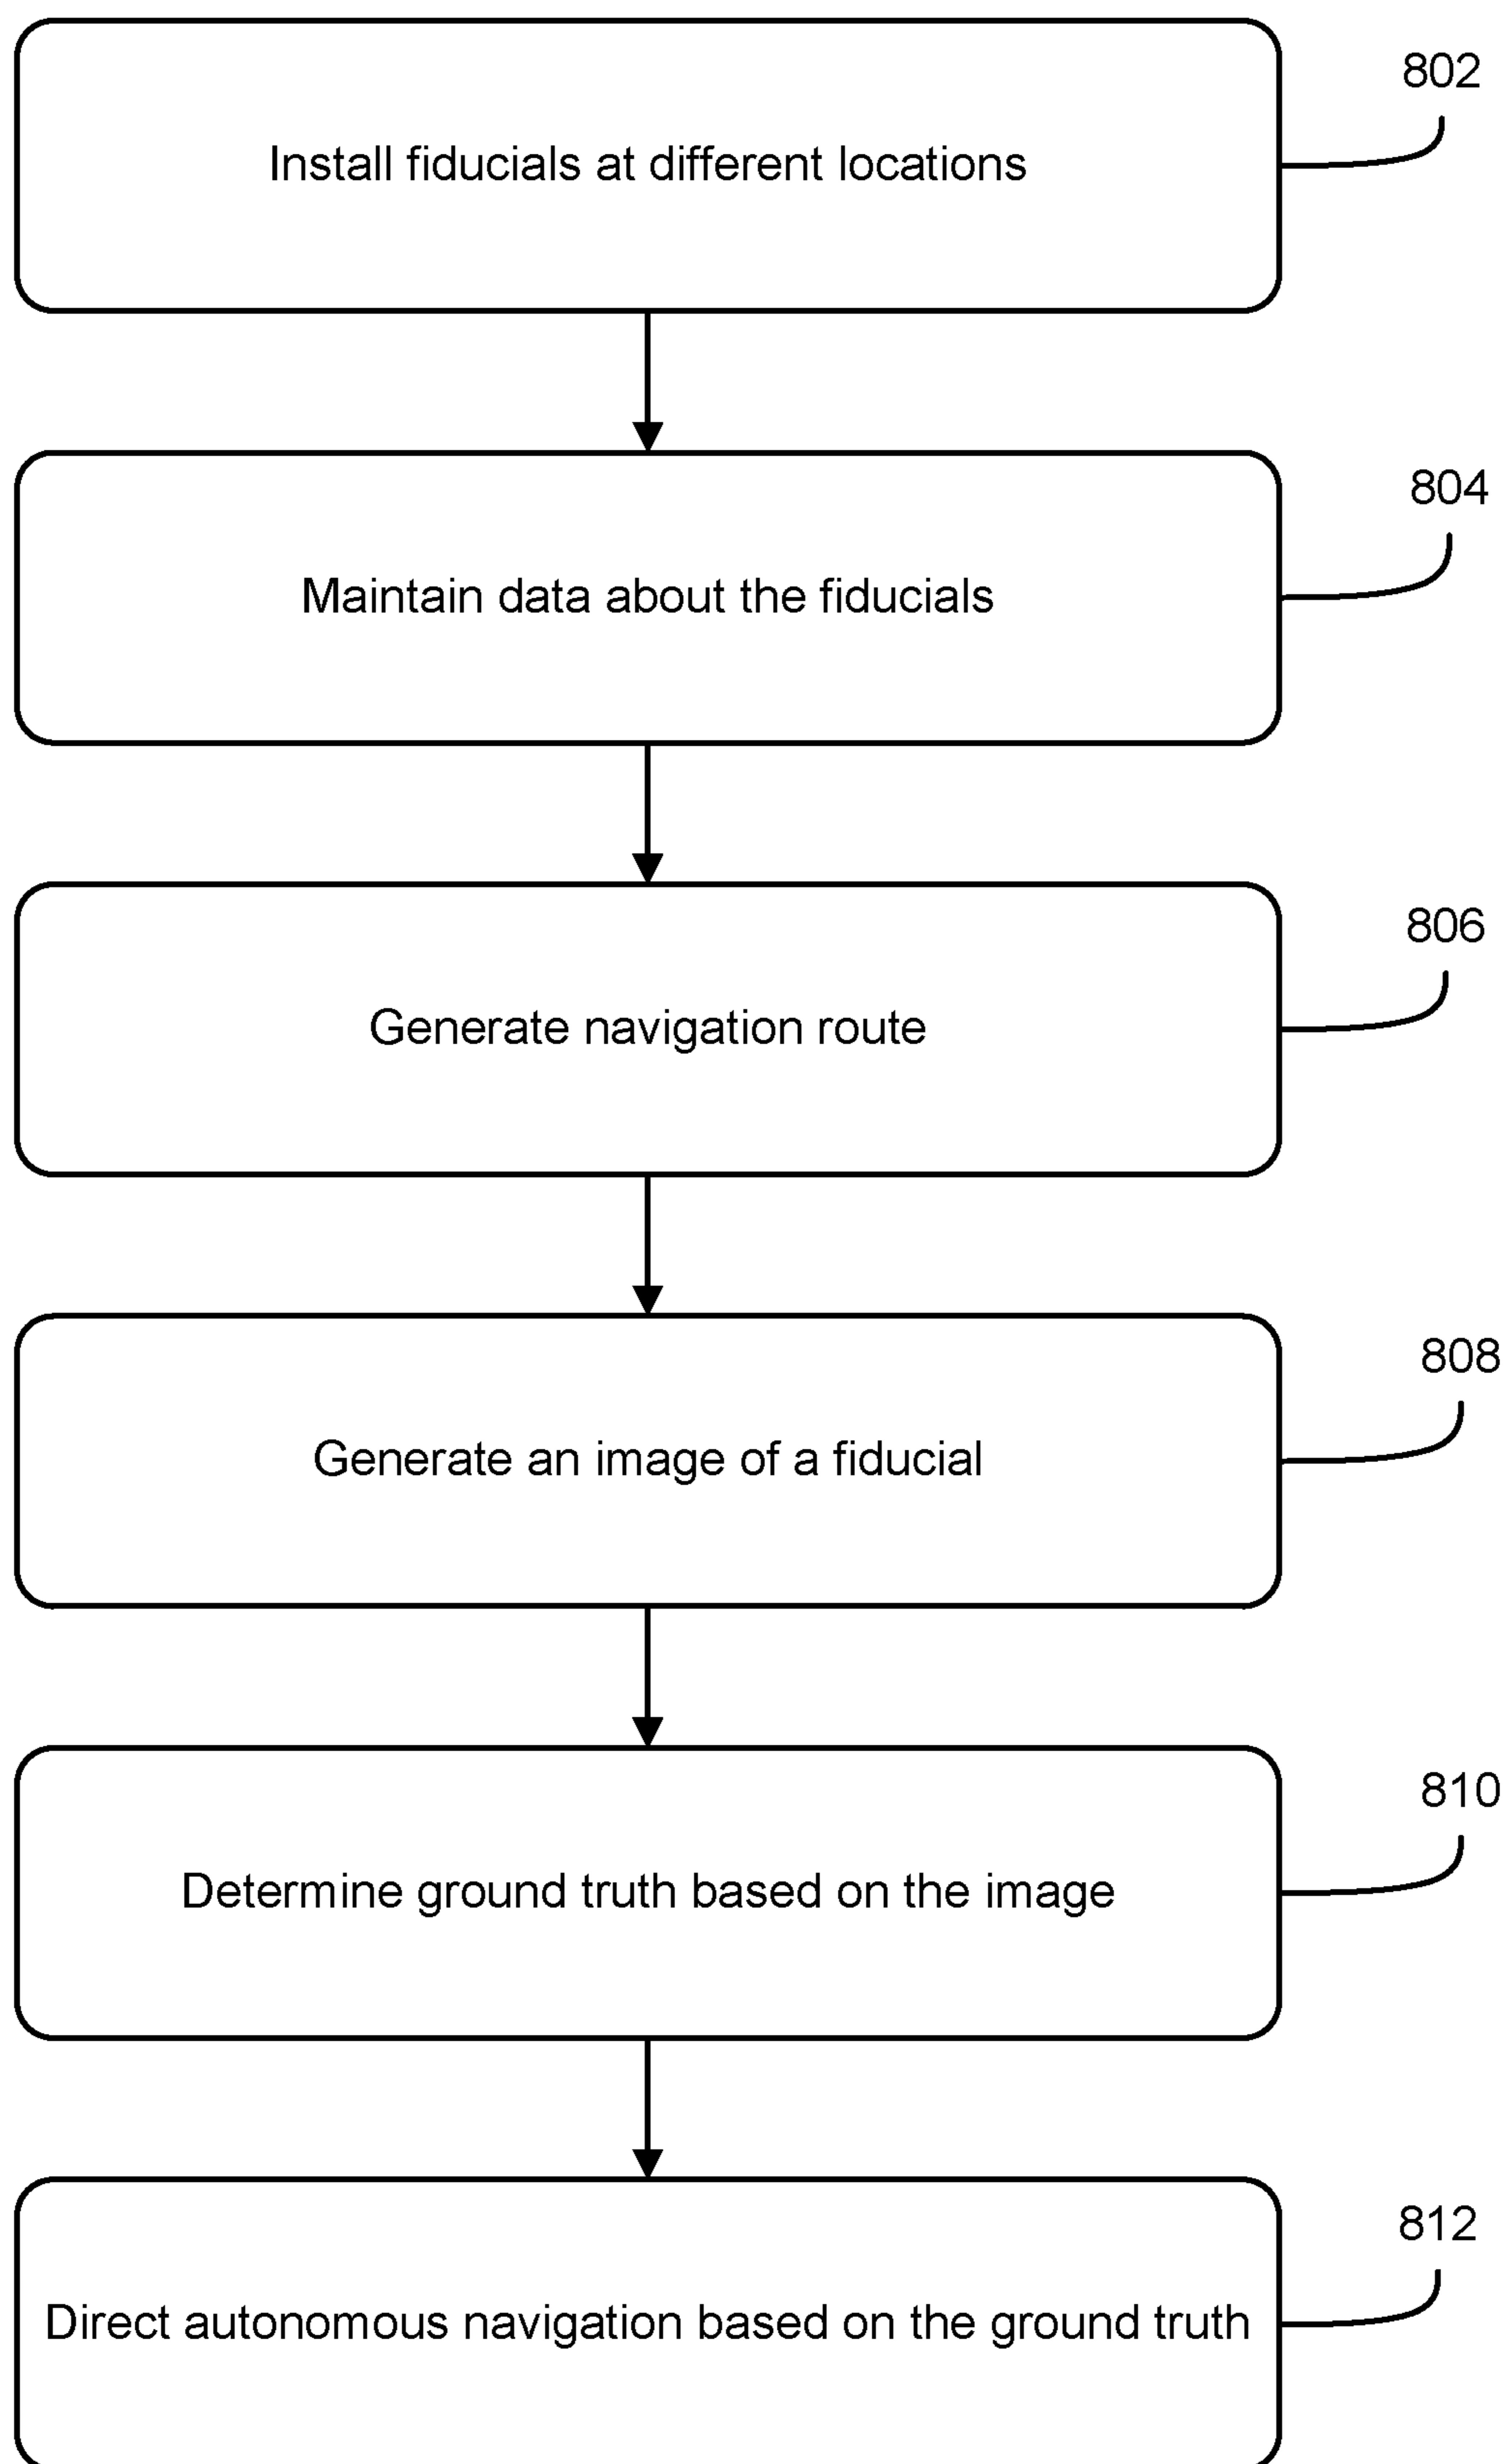 802
Install fiducials at different locations
804
Maintain data about the fiducials
806
Generate navigation route
808
Generate an image of a fiducial
810
Determine ground truth based on the image
812
Direct autonomous navigation based on the ground truth